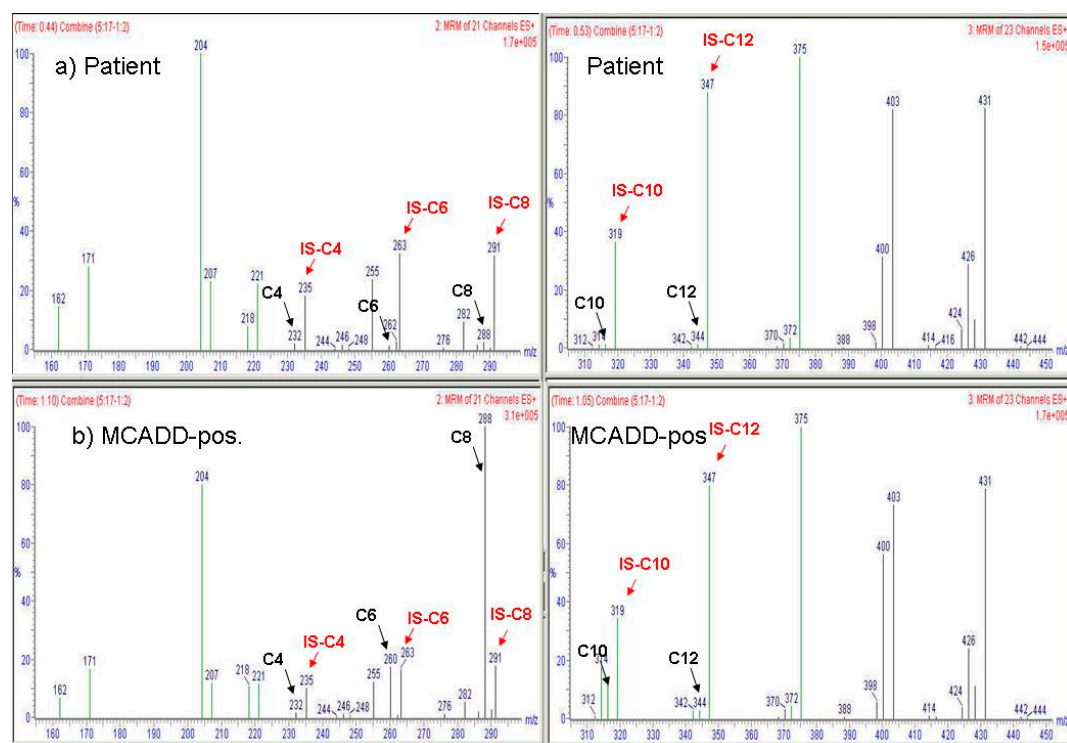 (Time: 0.44) Combine (5:17-1:2)
2: MRM of 21 Channels ES+
1.7e+005
a) Patient
204
IS-C8
IS-C6
IS-C4
C4
C6
C8
162
171
207
218
221
232
235
244
246
248
255
262
263
276
282
288
291
100
80
60
40
20
0
%
160 170 180 190 200 210 220 230 240 250 260 270 280 290
m/z
(Time: 0.53) Combine (5:17-1:2)
3: MRM of 23 Channels ES+
1.5e+005
Patient
IS-C12
IS-C10
C10
C12
312
314
319
342
344
347
370
372
375
388
398
400
403
414
416
424
426
431
442
444
100
80
60
40
20
0
%
310 320 330 340 350 360 370 380 390 400 410 420 430 440 450
m/z
(Time: 1.10) Combine (5:17-1:2)
2: MRM of 21 Channels ES+
3.1e+005
b) MCADD-pos.
C8
IS-C8
IS-C6
C6
IS-C4
C4
162
171
204
207
218
221
232
235
244
246
248
255
260
263
276
282
288
291
100
80
60
40
20
0
%
160 170 180 190 200 210 220 230 240 250 260 270 280 290
m/z
(Time: 1.05) Combine (5:17-1:2)
3: MRM of 23 Channels ES+
1.7e+005
MCADD-pos
IS-C12
IS-C10
C10
C12
312
314
319
342
344
347
370
372
375
388
398
400
403
414
424
426
431
442
444
100
80
60
40
20
0
%
310 320 330 340 350 360 370 380 390 400 410 420 430 440 450
m/z